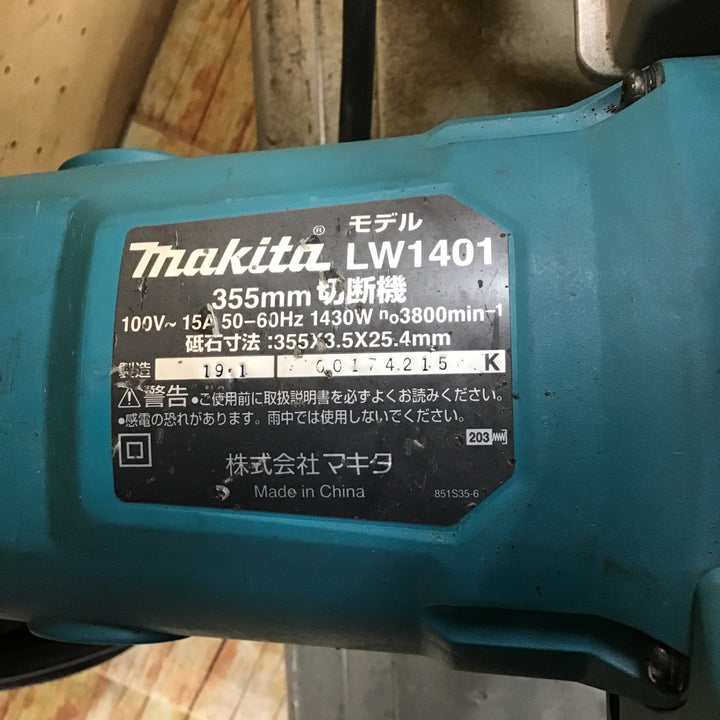 モデル
makita® LW1401
355mm 切断機
100V~ 15A 50-60Hz 1430W n₀3800min⁻¹
砥石寸法:355X3.5X25.4mm
製造 19.1 00174215 K
⚠警告 •ご使用前に取扱説明書を必ずよくお読みください。
•感電の恐れがあります。雨中では使用しないでください。
203
株式会社 マキタ
Made in China 851S35-6